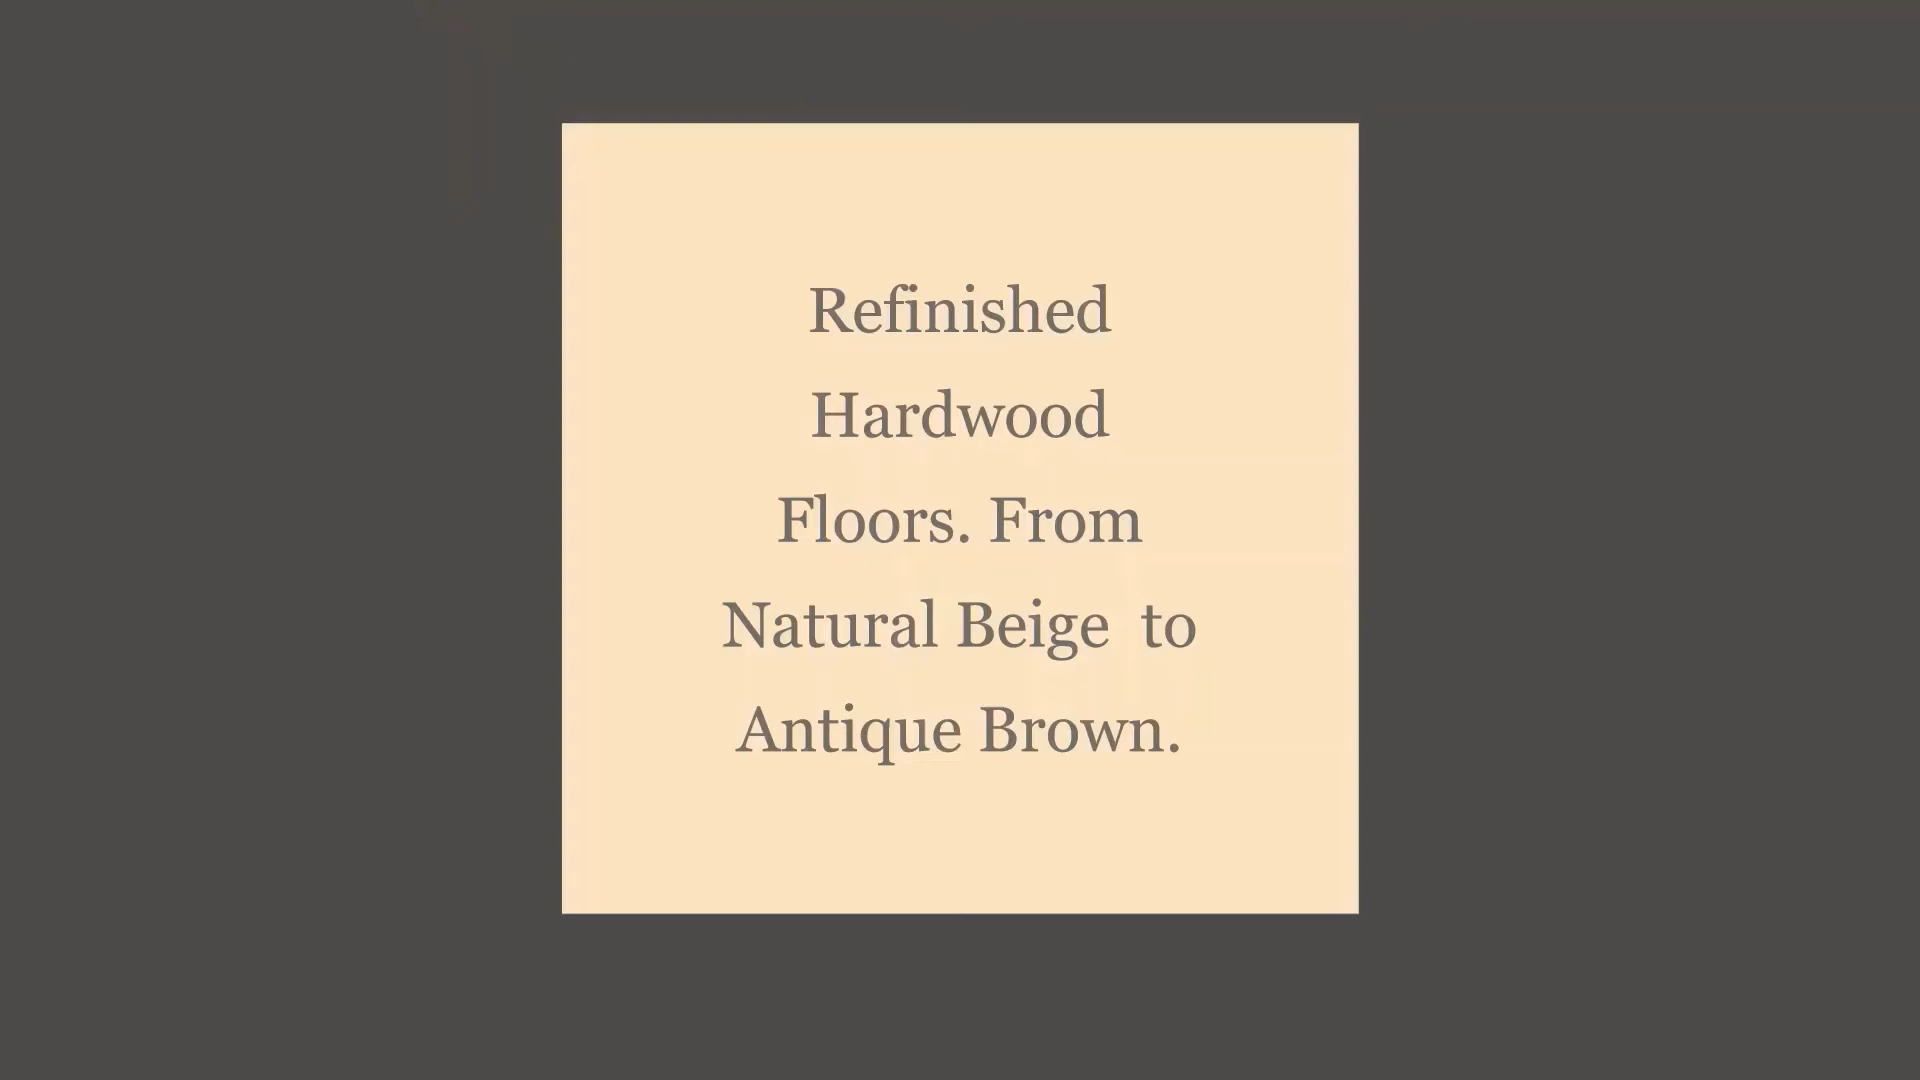 Refinished
Hardwood
Floors. From
Natural Beige  to
Antique Brown.